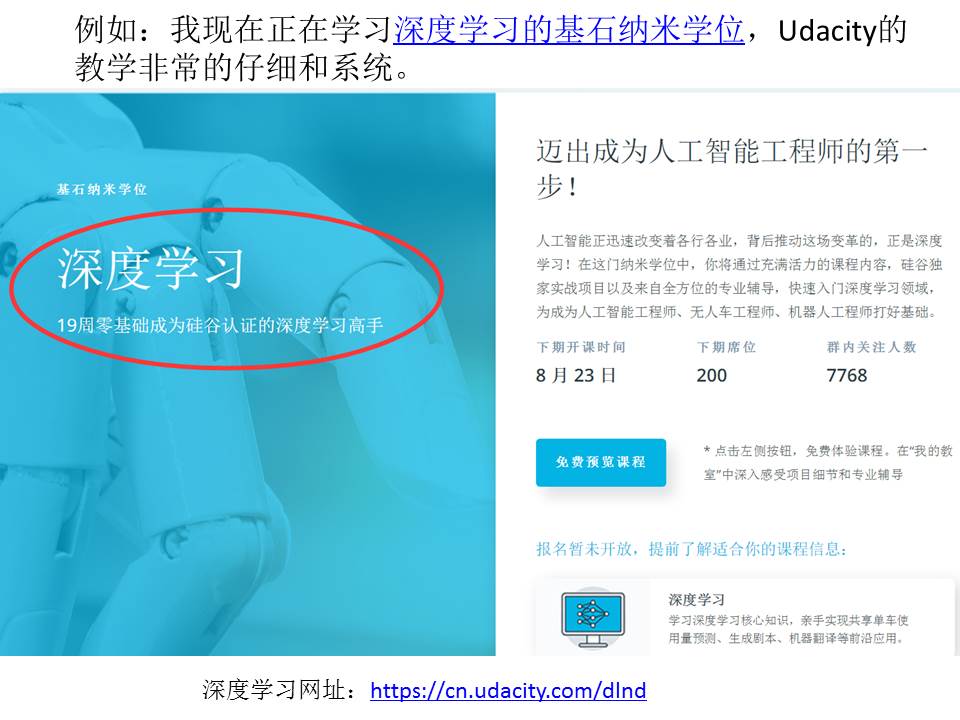 例如：我现在正在学习深度学习的基石纳米学位，Udacity的
教学非常的仔细和系统。
基石纳米学位
深度学习
19周零基础成为硅谷认证的深度学习高手
迈出成为人工智能工程师的第一
步！
人工智能正迅速改变着各行各业，背后推动这场变革的，正是深度
学习！在这门纳米学位中，你将通过充满活力的课程内容，硅谷独
家实战项目以及来自全方位的专业辅导，快速入门深度学习领域，
为成为人工智能工程师、无人车工程师、机器人工程师打好基础。
下期开课时间 下期席位 群内关注人数
8 月 23 日 200 7768
免费预览课程
* 点击左侧按钮，免费体验课程。在“我的教
室”中深入感受项目细节和专业辅导
报名暂未开放，提前了解适合你的课程信息：
深度学习
学习深度学习核心知识，亲手实现共享单车使
用量预测、生成剧本、机器翻译等前沿应用。
深度学习网址：https://cn.udacity.com/dlnd